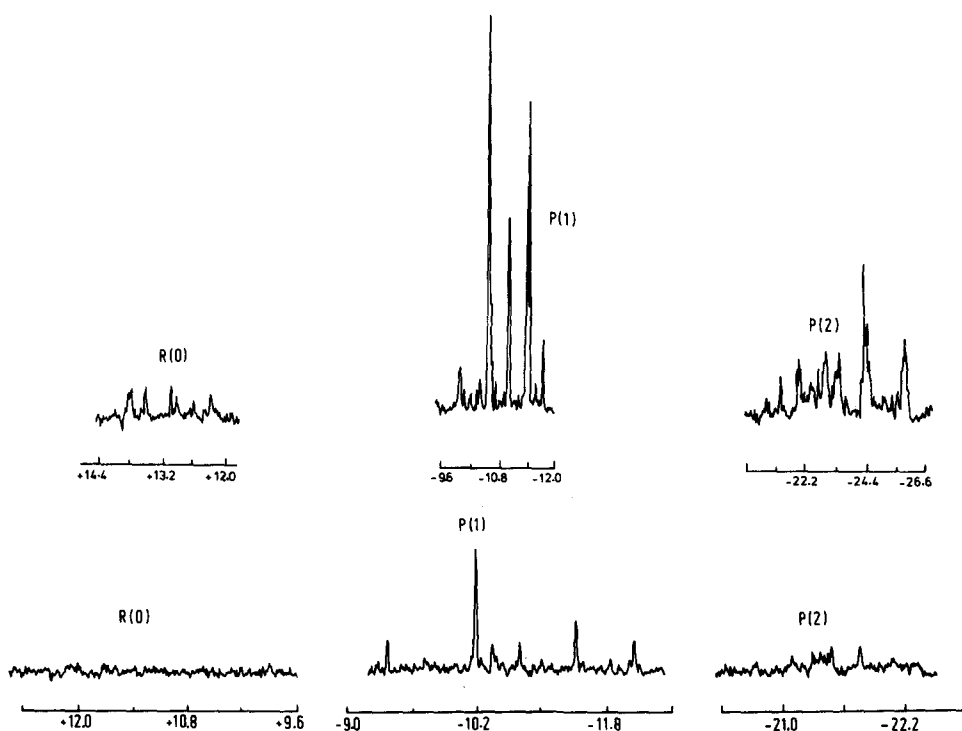 P(1)
R(0)
P(2)
+14.4 +13.2 +12.0
-9.6 -10.8 -12.0
-22.2 -24.4 -26.6
P(1)
R(0)
P(2)
+12.0 +10.8 +9.6
-9.0 -10.2 -11.8
-21.0 -22.2